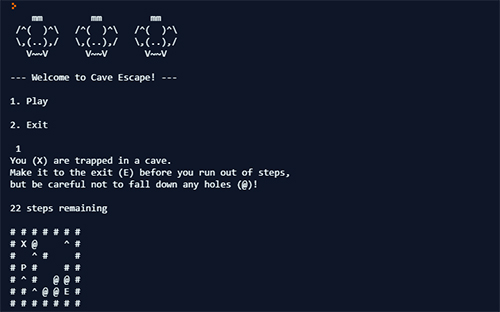 >
    mm         mm         mm
 /^(  )^\   /^(  )^\   /^(  )^\
 \,(..),/   \,(..),/   \,(..),/
   V~~V       V~~V       V~~V
--- Welcome to Cave Escape! ---
1. Play
2. Exit
 1
You (X) are trapped in a cave.
Make it to the exit (E) before you run out of steps,
but be careful not to fall down any holes (@)!
22 steps remaining
# # # # # # #
# X @     ^ #
#   ^ #     #
# P #     # #
# ^ #   @ @ #
# # ^ @ @ E #
# # # # # # #